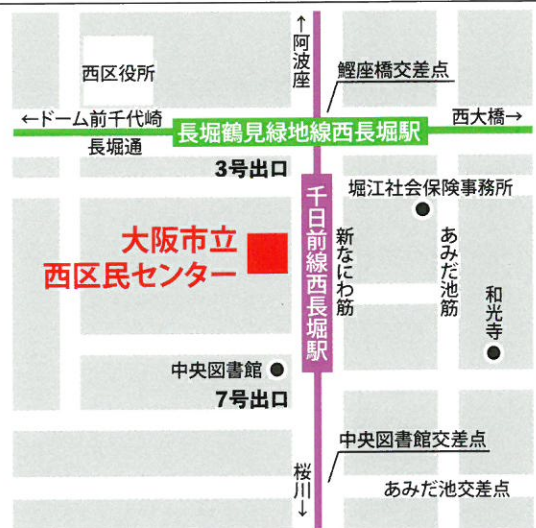 ↑阿波座
西区役所
鰹座橋交差点
←ドーム前千代崎
西大橋→
長堀鶴見緑地線西長堀駅
長堀通
3号出口
堀江社会保険事務所
千日前線西長堀駅
新なにわ筋
あみだ池筋
大阪市立
西区民センター
和光寺
中央図書館
7号出口
中央図書館交差点
桜川↓
あみだ池交差点